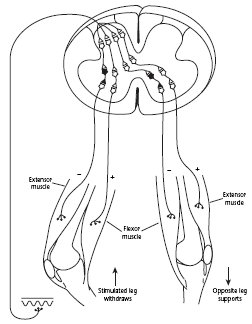 -
+
-
+
Extensor
muscle
Extensor
muscle
Flexor
muscle
Stimulated leg
withdraws
Opposite leg
supports